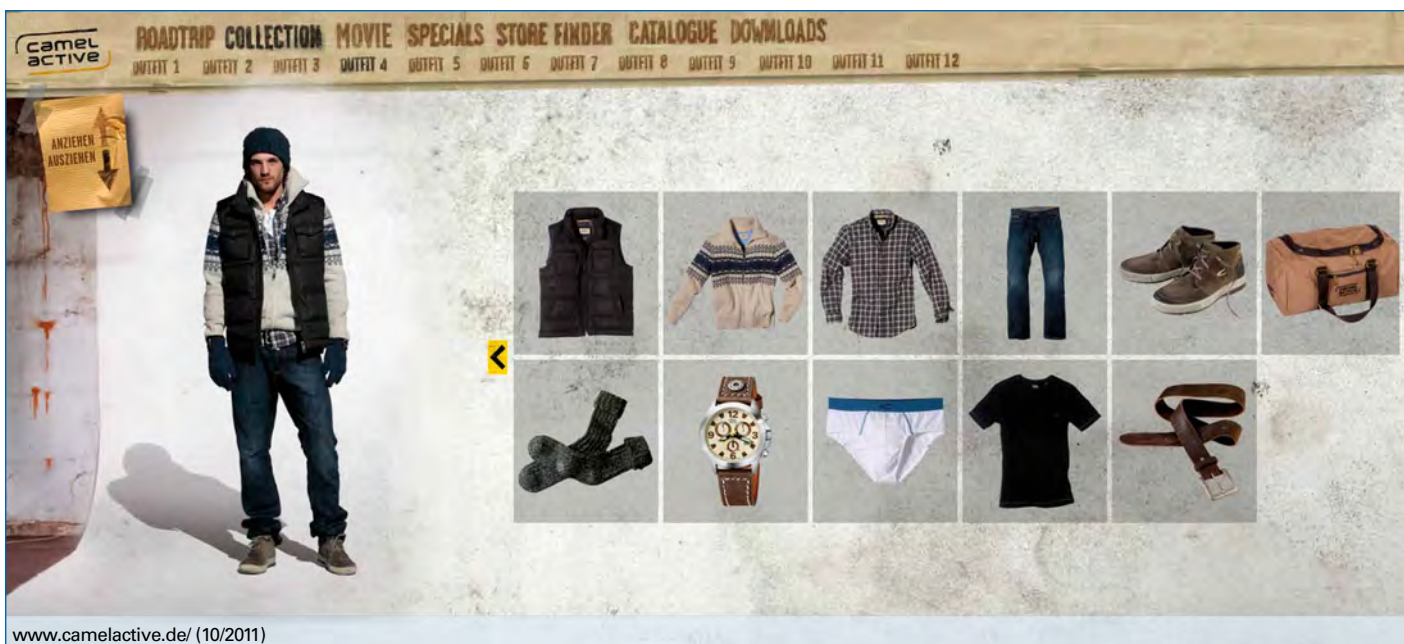 camel active
ROADTRIP COLLECTION MOVIE SPECIALS STORE FINDER CATALOGUE DOWNLOADS
OUTFIT 1 OUTFIT 2 OUTFIT 3 OUTFIT 4 OUTFIT 5 OUTFIT 6 OUTFIT 7 OUTFIT 8 OUTFIT 9 OUTFIT 10 OUTFIT 11 OUTFIT 12
ANZIEHEN
AUSZIEHEN
www.camelactive.de/ (10/2011)